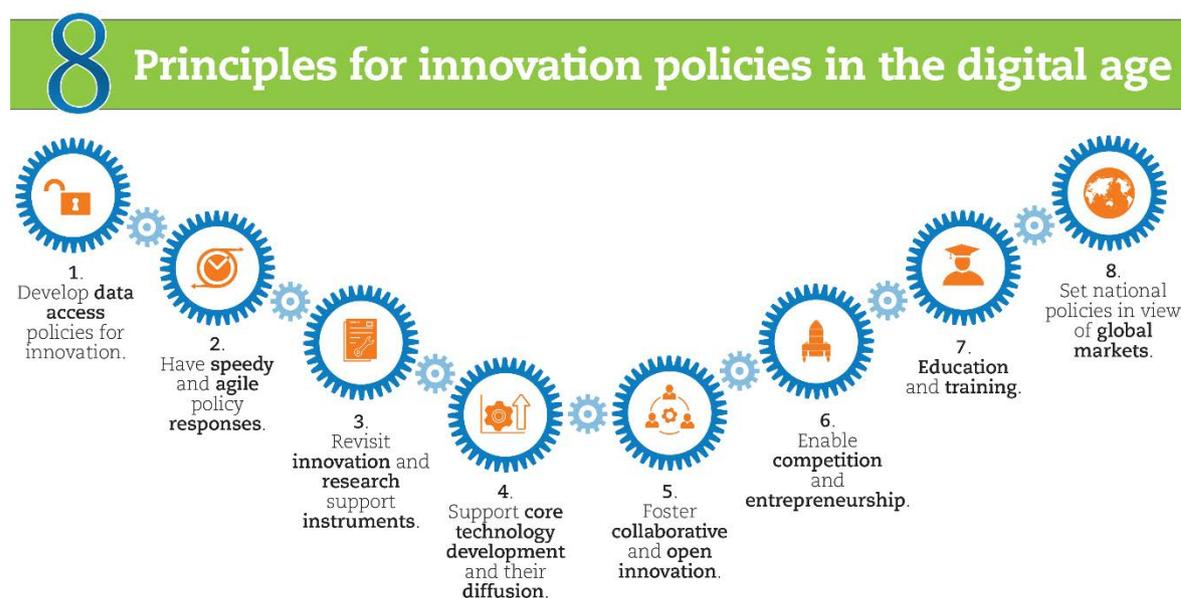 8 Principles for innovation policies in the digital age
1.
Develop data
access
policies for
innovation.
2.
Have speedy
and agile
policy
responses.
3.
Revisit
innovation and
research
support
instruments.
4.
Support core
technology
development
and their
diffusion.
5.
Foster
collaborative
and open
innovation.
6.
Enable
competition
and
entrepreneurship.
7.
Education
and training.
8.
Set national
policies in view
of global
markets.